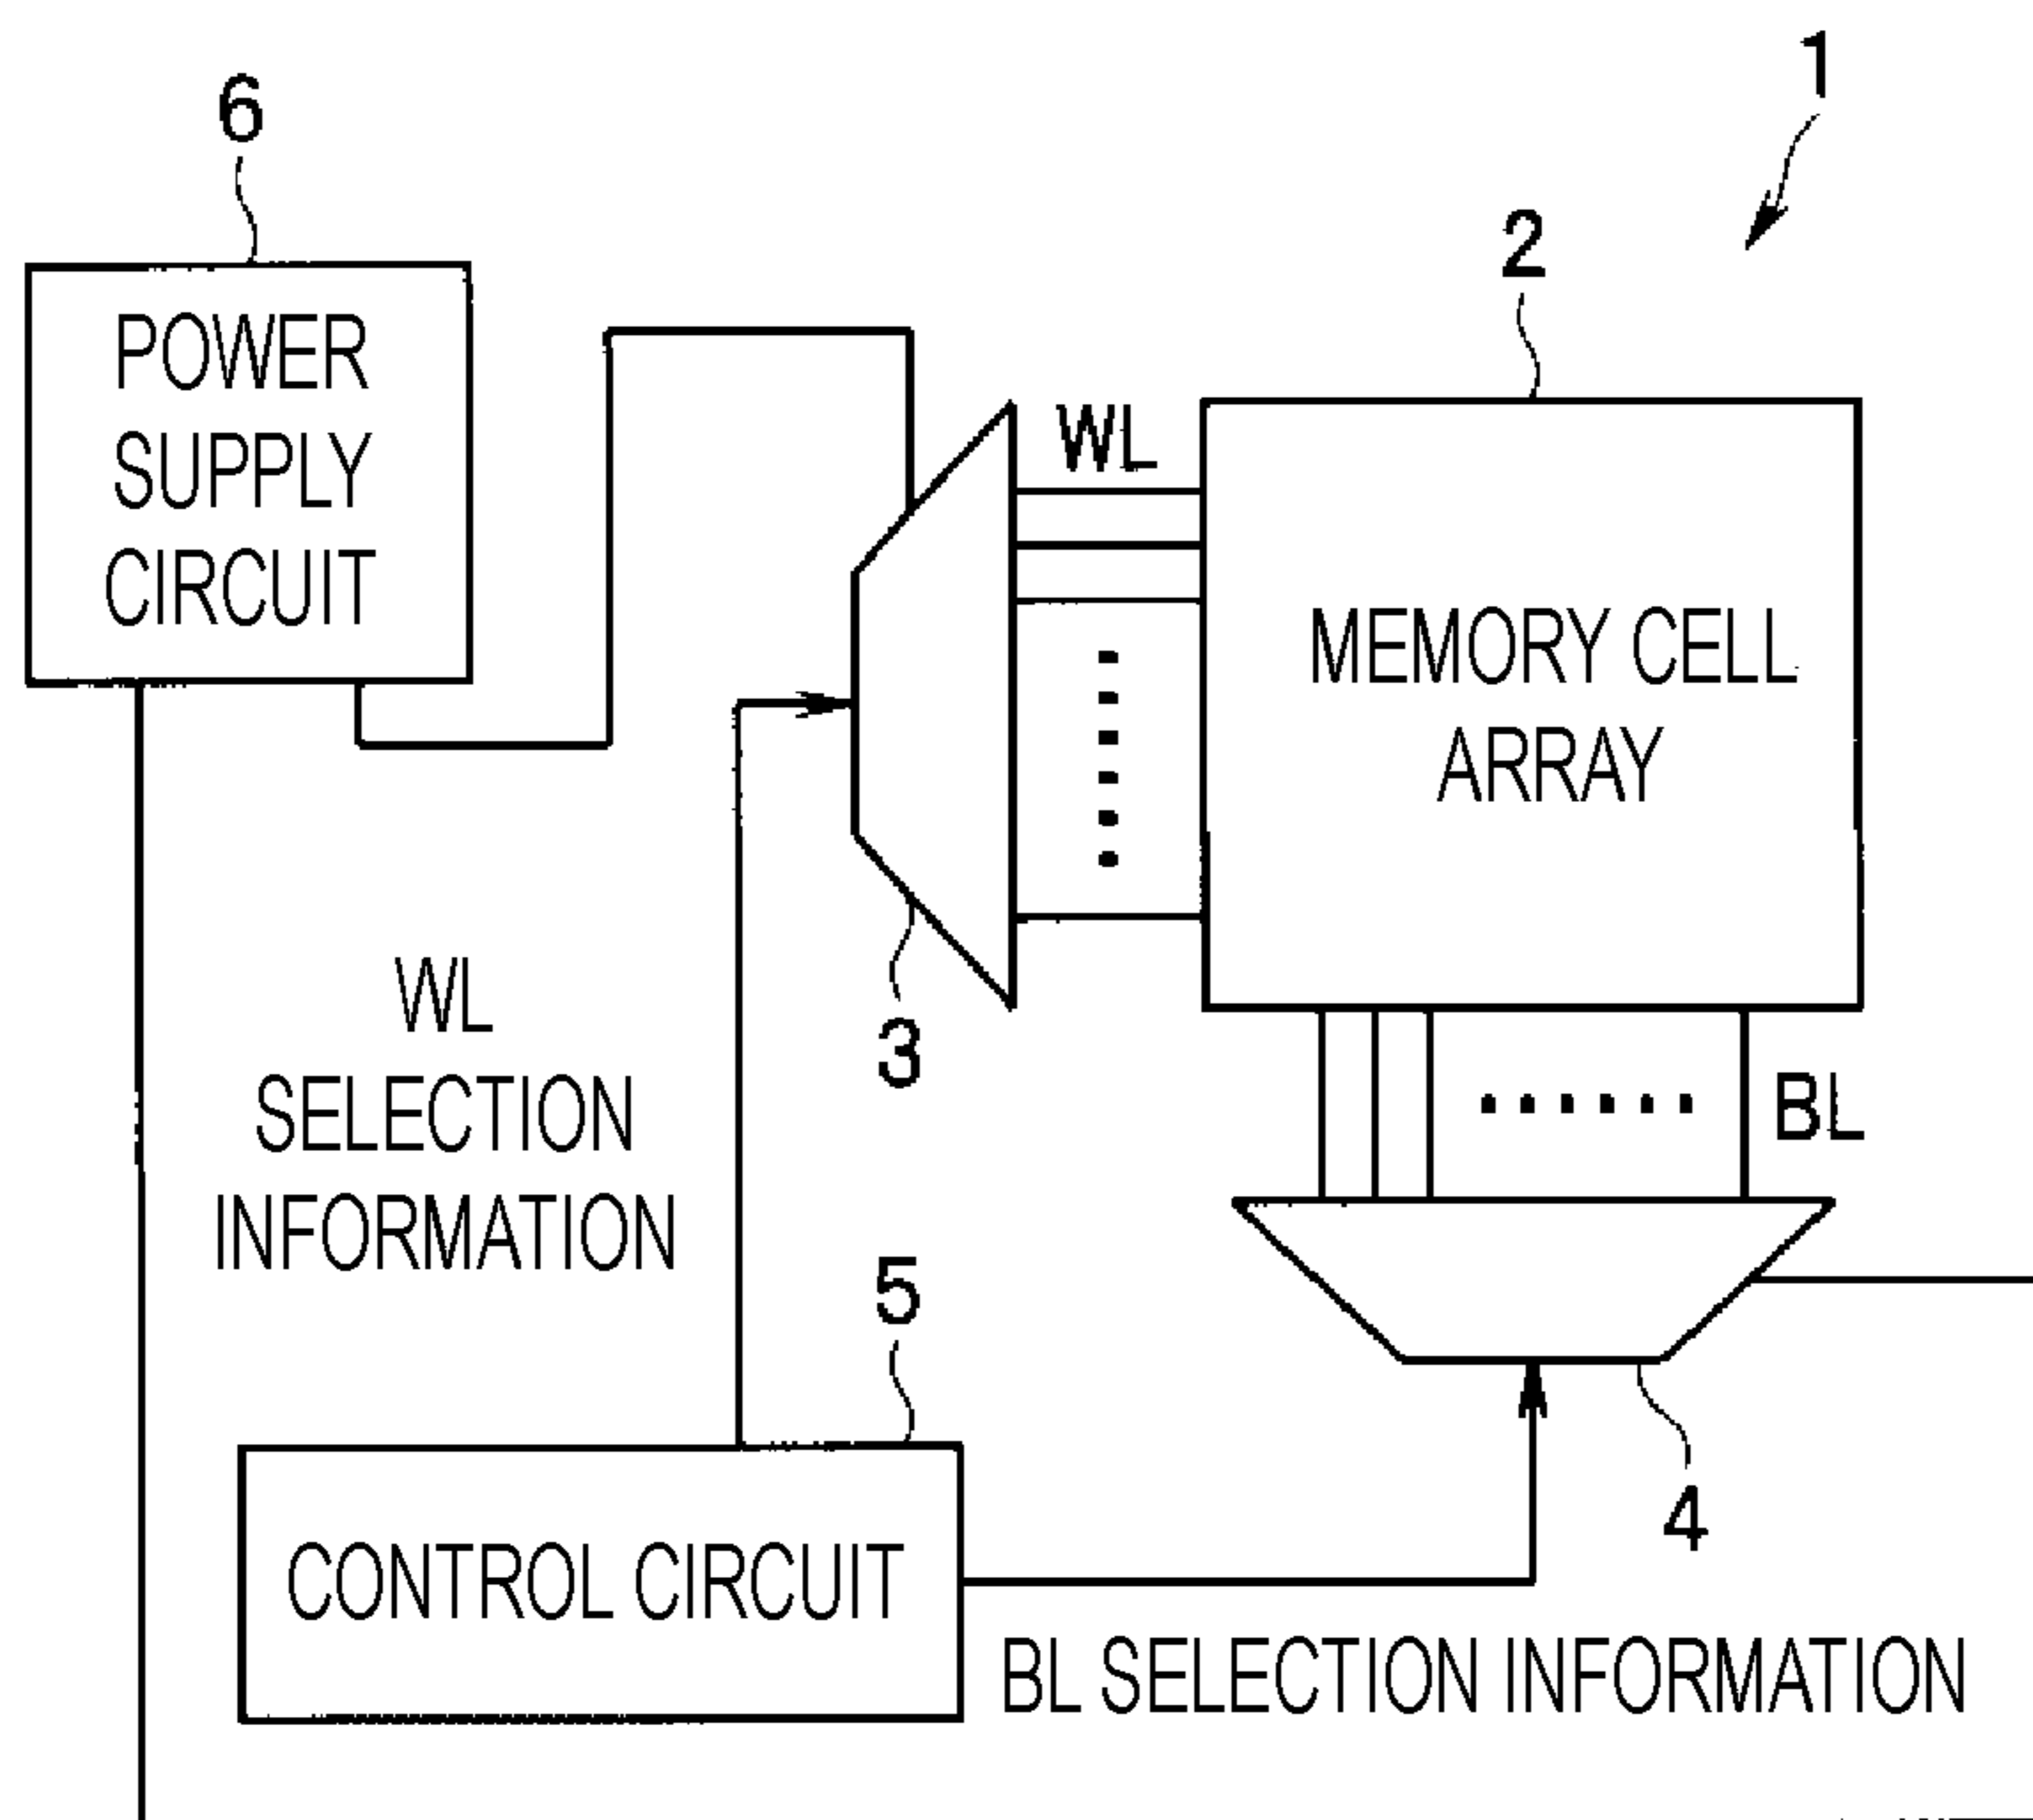 1
6
2
POWER
SUPPLY
CIRCUIT
WL
MEMORY CELL
ARRAY
3
WL
SELECTION
INFORMATION
BL
5
4
CONTROL CIRCUIT
BL SELECTION INFORMATION